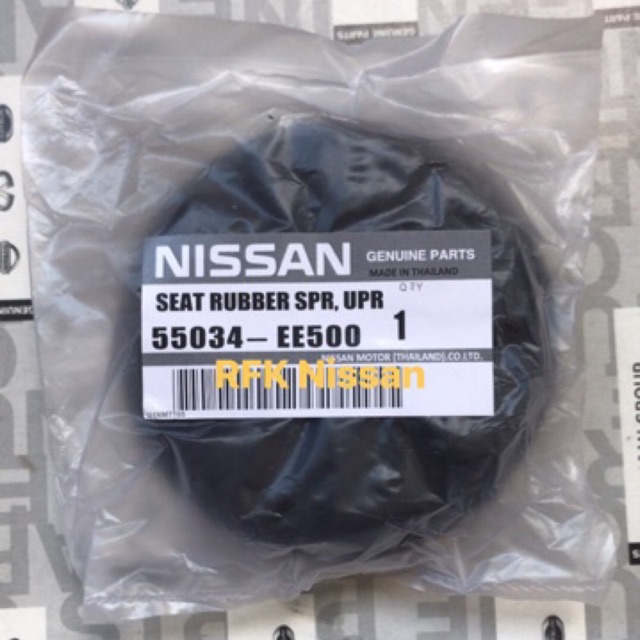 NISSAN
GENUINE PARTS
MADE IN THAILAND
QTY
SEAT RUBBER SPR, UPR
55034– EE500
1
NISSAN MOTOR (THAILAND).CO.LTD.
RFK Nissan